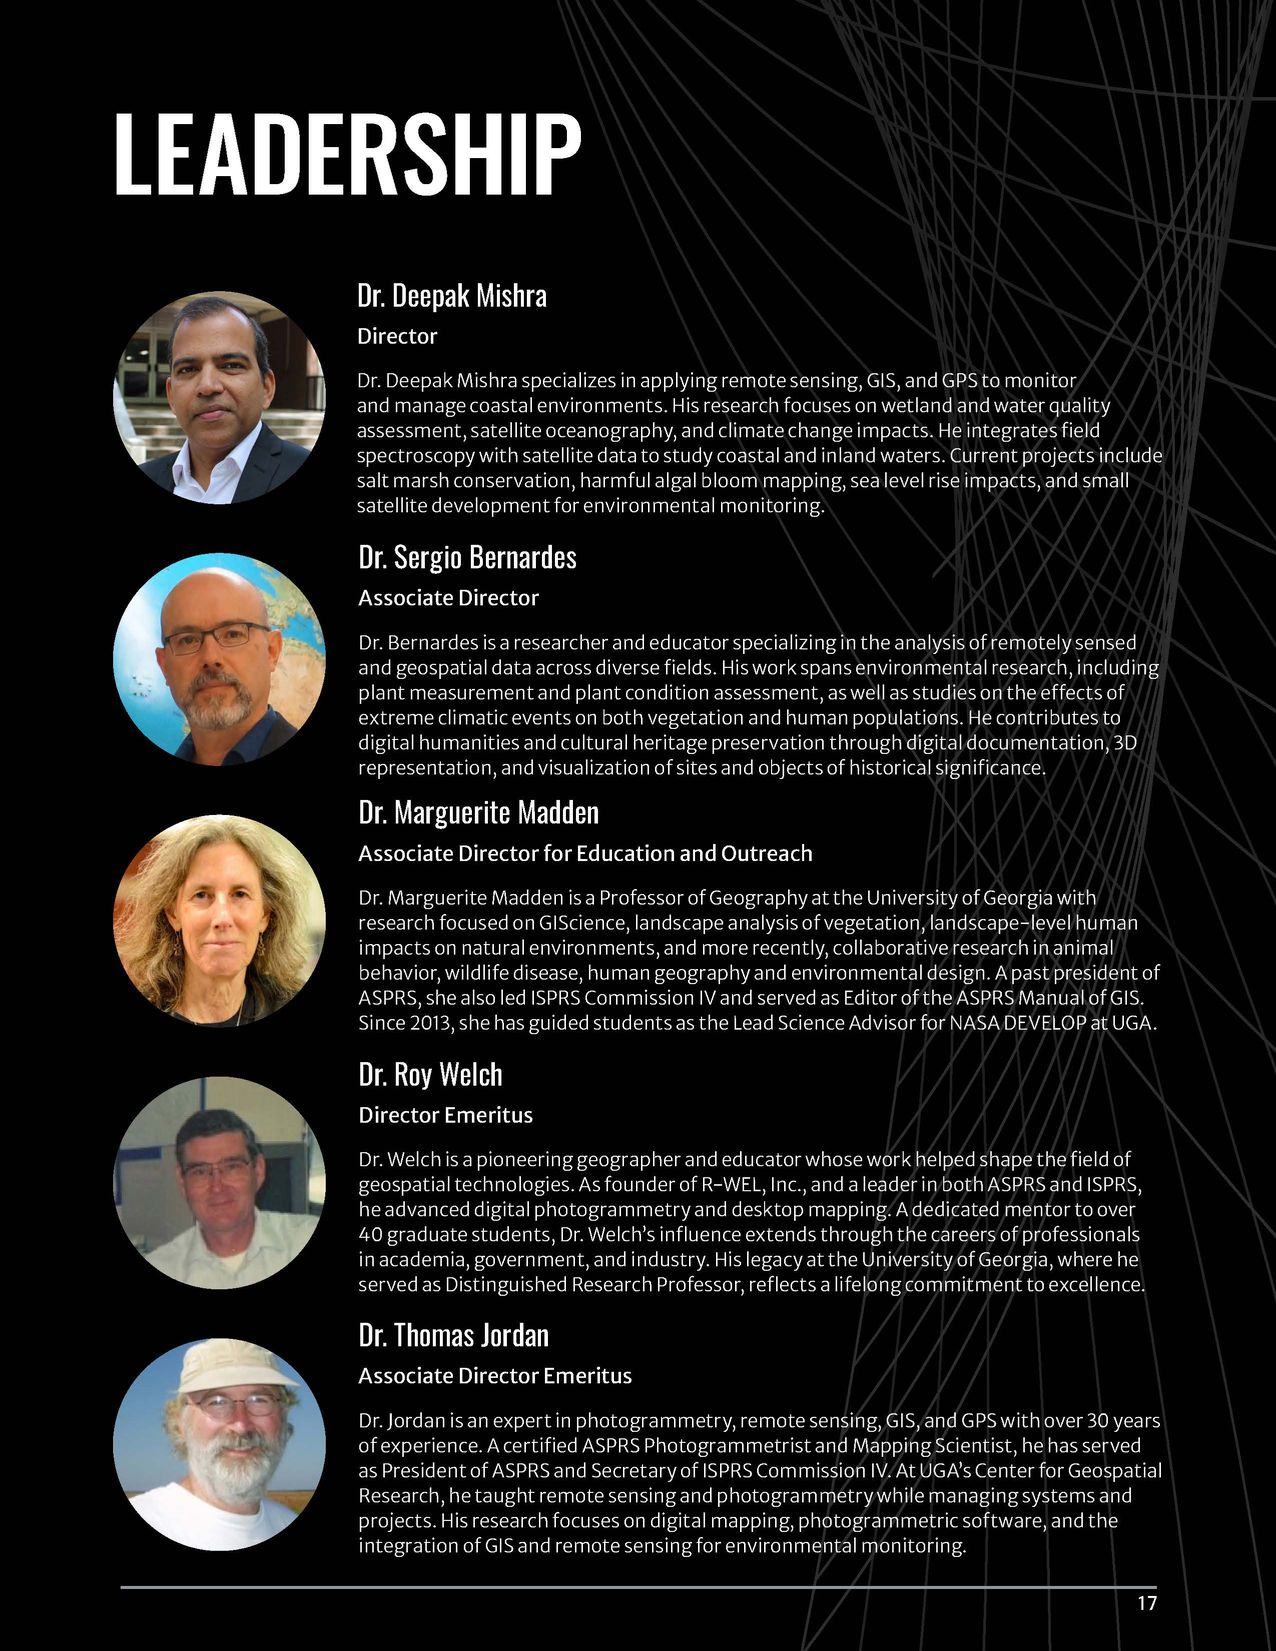 LEADERSHIP
Dr. Deepak Mishra
Director
Dr. Deepak Mishra specializes in applying remote sensing, GIS, and GPS to monitor
and manage coastal environments. His research focuses on wetland and water quality
assessment, satellite oceanography, and climate change impacts. He integrates field
spectroscopy with satellite data to study coastal and inland waters. Current projects include
salt marsh conservation, harmful algal bloom mapping, sea level rise impacts, and small
satellite development for environmental monitoring.
Dr. Sergio Bernardes
Associate Director
Dr. Bernardes is a researcher and educator specializing in the analysis of remotely sensed
and geospatial data across diverse fields. His work spans environmental research, including
plant measurement and plant condition assessment, as well as studies on the effects of
extreme climatic events on both vegetation and human populations. He contributes to
digital humanities and cultural heritage preservation through digital documentation, 3D
representation, and visualization of sites and objects of historical significance.
Dr. Marguerite Madden
Associate Director for Education and Outreach
Dr. Marguerite Madden is a Professor of Geography at the University of Georgia with
research focused on GIScience, landscape analysis of vegetation, landscape-level human
impacts on natural environments, and more recently, collaborative research in animal
behavior, wildlife disease, human geography and environmental design. A past president of
ASPRS, she also led ISPRS Commission IV and served as Editor of the ASPRS Manual of GIS.
Since 2013, she has guided students as the Lead Science Advisor for NASA DEVELOP at UGA.
Dr. Roy Welch
Director Emeritus
Dr. Welch is a pioneering geographer and educator whose work helped shape the field of
geospatial technologies. As founder of R-WEL, Inc., and a leader in both ASPRS and ISPRS,
he advanced digital photogrammetry and desktop mapping. A dedicated mentor to over
40 graduate students, Dr. Welch's influence extends through the careers of professionals
in academia, government, and industry. His legacy at the University of Georgia, where he
served as Distinguished Research Professor, reflects a lifelong commitment to excellence.
Dr. Thomas Jordan
Associate Director Emeritus
Dr. Jordan is an expert in photogrammetry, remote sensing, GIS, and GPS with over 30 years
of experience. A certified ASPRS Photogrammetrist and Mapping Scientist, he has served
as President of ASPRS and Secretary of ISPRS Commission IV. At UGA's Center for Geospatial
Research, he taught remote sensing and photogrammetry while managing systems and
projects. His research focuses on digital mapping, photogrammetric software, and the
integration of GIS and remote sensing for environmental monitoring.
17